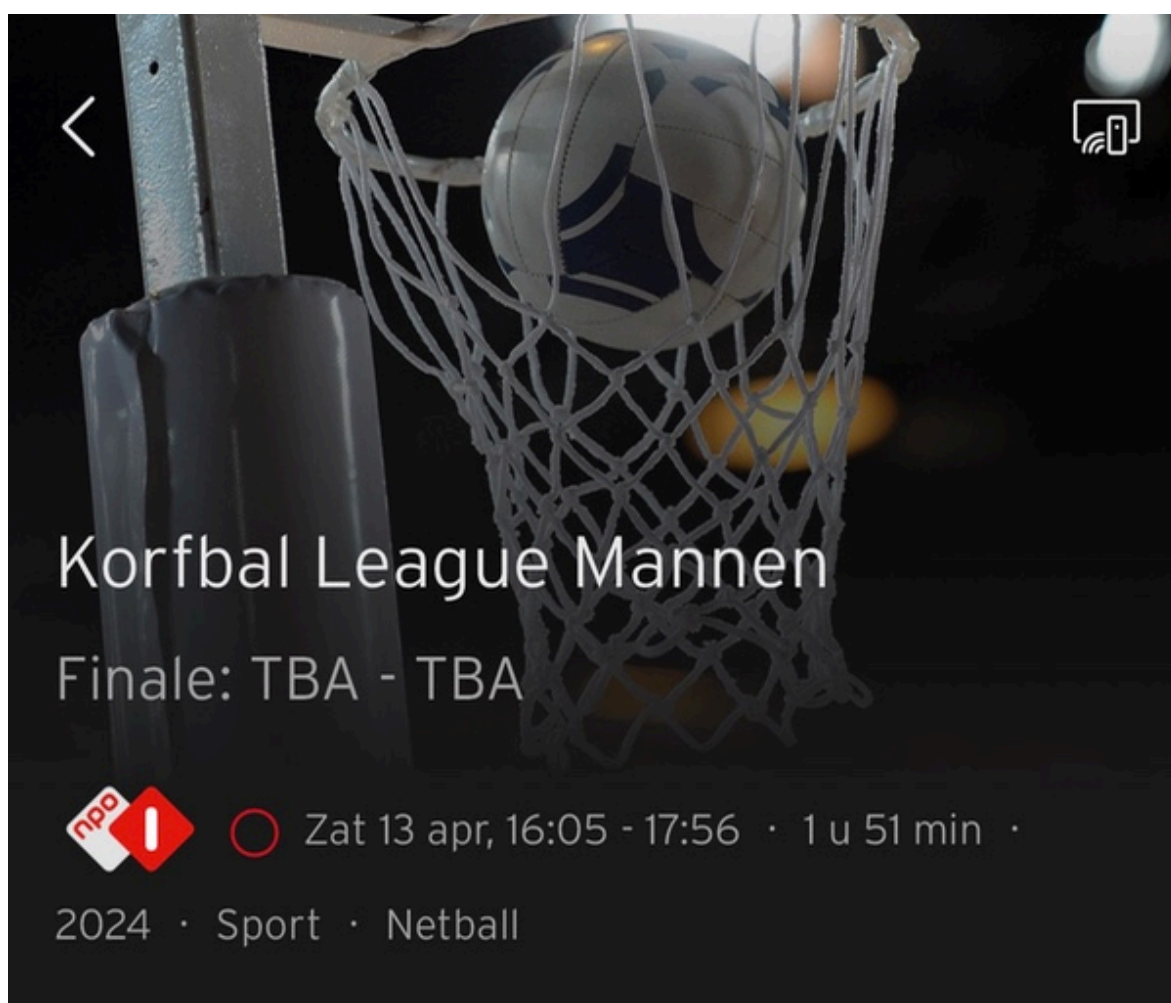 Korfbal League Mannen
Finale: TBA - TBA
npo 1 Zat 13 apr, 16:05 - 17:56 · 1 u 51 min ·
2024 · Sport · Netball